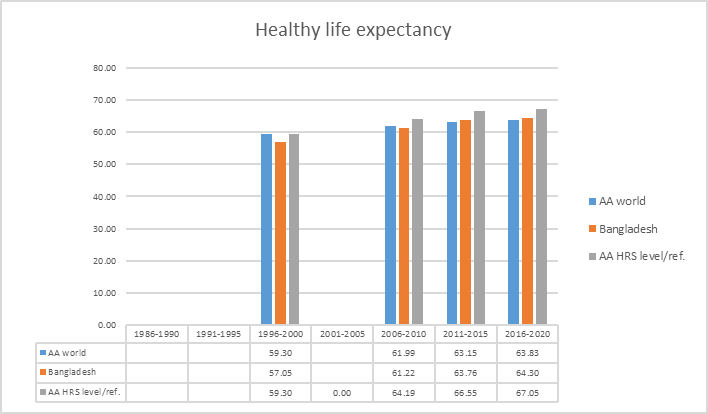 Healthy life expectancy
80.00
70.00
60.00
50.00
40.00
30.00
20.00
10.00
0.00
AA world
Bangladesh
AA HRS level/ref.
1986-1990 1991-1995 1996-2000 2001-2005 2006-2010 2011-2015 2016-2020
AA world 59.30 61.99 63.15 63.83
Bangladesh 57.05 61.22 63.76 64.30
AA HRS level/ref. 59.30 0.00 64.19 66.55 67.05